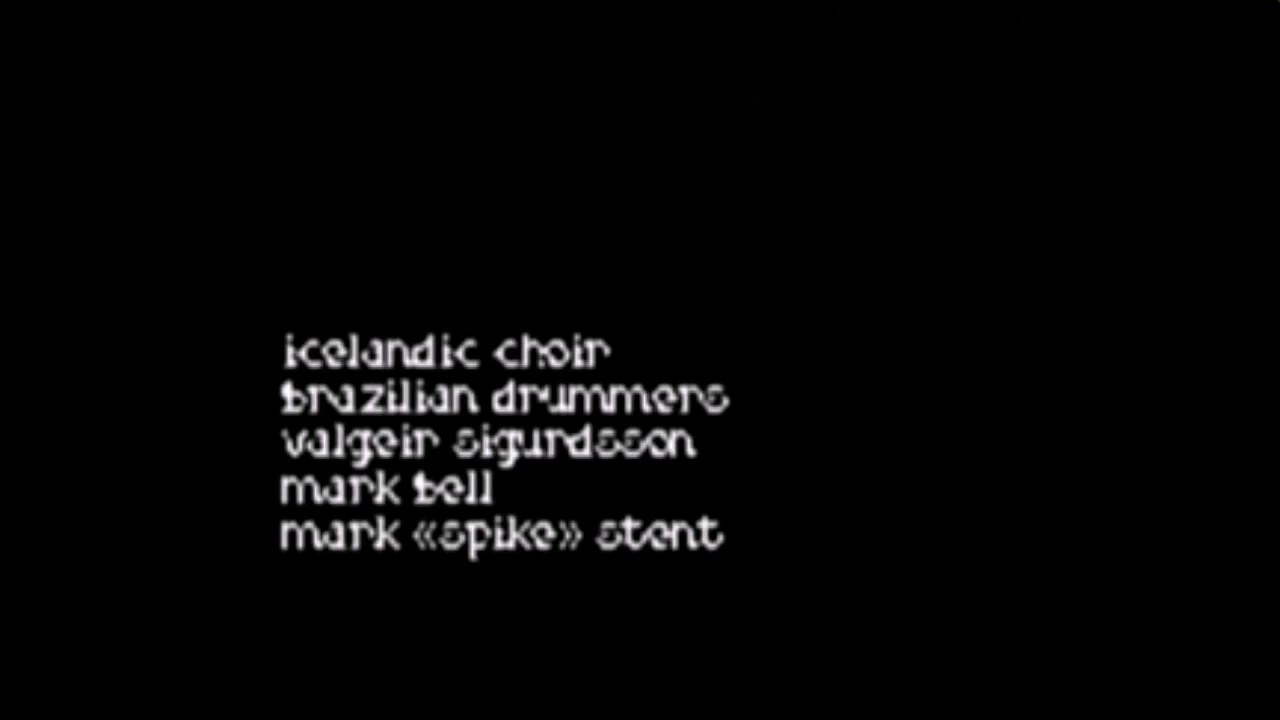 icelandic choir
brazilian drummers
valgeir sigurdsson
mark bell
mark «spike» stent